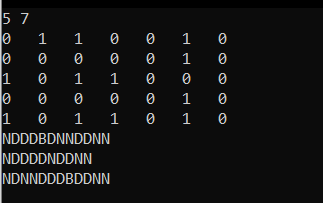 5 7
0 1 1 0 0 1 0
0 0 0 0 0 1 0
1 0 1 1 0 0 0
0 0 0 0 0 1 0
1 0 1 1 0 1 0
NDDDBDNNDDNN
NDDDDNDDNN
NDNNDDDBDDNN